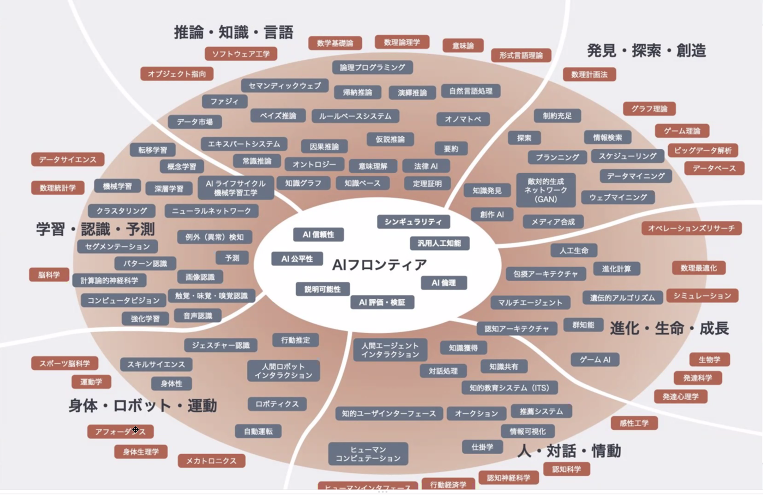 推論・知識・言語
ソフトウェア工学
数学基礎論
数理論理学
意味論
形式言語理論
オブジェクト指向
論理プログラミング
セマンディックウェブ
帰納推論
演繹推論
自然言語処理
ファジィ
データ市場
ベイズ推論
ルールベースシステム
オノマトペ
エキスパートシステム
因果推論
仮説推論
要約
常識推論
オントロジー
意味理解
法律 AI
知識グラフ
知識ベース
定理証明
発見・探索・創造
数理計画法
グラフ理論
ゲーム理論
ビッグデータ解析
データベース
制約充足
探索
情報検索
プランニング
スケジューリング
データマイニング
敵対的生成
ネットワーク
(GAN)
知識発見
ウェブマイニング
創作 AI
メディア合成
データサイエンス
数理統計学
転移学習
概念学習
機械学習
深層学習
AI ライフサイクル
機械学習工学
クラスタリング
ニューラルネットワーク
学習・認識・予測
セグメンテーション
例外（異常）検知
パターン認識
予測
脳科学
計算論的神経科学
画像認識
コンピュータビジョン
触覚・味覚・嗅覚認識
強化学習
音声認識
シンギュラリティ
AI 信頼性
汎用人工知能
AI 公平性
AIフロンティア
説明可能性
AI 倫理
AI 評価・検証
オペレーションズリサーチ
人工生命
包摂アーキテクチャ
進化計算
数理最適化
マルチエージェント
遺伝的アルゴリズム
シミュレーション
認知アーキテクチャ
群知能
進化・生命・成長
ゲーム AI
生物学
発達科学
発達心理学
ジェスチャー認識
行動推定
スポーツ脳科学
スキルサイエンス
人間ロボット
インタラクション
運動学
身体性
身体・ロボット・運動
ロボティクス
アフォーダンス
自動運転
身体生理学
メカトロニクス
人間エージェント
インタラクション
知識獲得
対話処理
知識共有
知的教育システム（ITS）
知的ユーザインターフェース
オークション
推薦システム
情報可視化
感性工学
ヒューマン
コンピュテーション
仕掛学
人・対話・情動
認知科学
認知神経科学
行動経済学
ヒューマンインタフェース